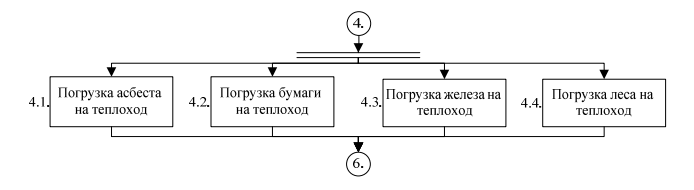 4.
4.1. Погрузка асбеста
на теплоход
4.2. Погрузка бумаги
на теплоход
4.3. Погрузка железа на
теплоход
4.4. Погрузка леса на
теплоход
6.